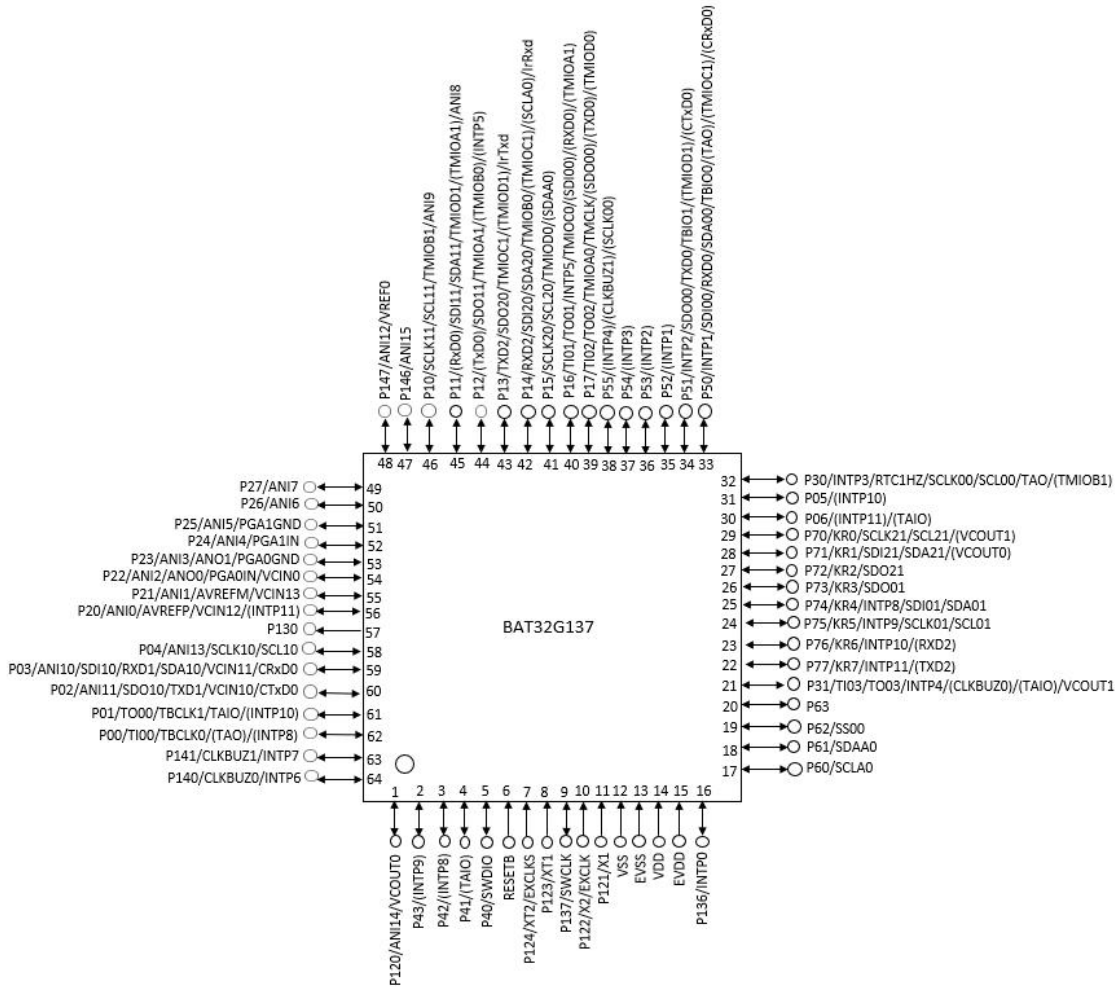 P147/ANI12/VREF0
P146/ANI15
P10/SCLK11/SCL11/TMIOB1/ANI9
P11/(RxD0)/SDI11/SDA11/TMIOD1/(TMIOA1)/ANI8
P12/(TxD0)/SDO11/TMIOA1/(TMIOB0)/(INTP5)
P13/TXD2/SDO20/TMIOC1/(TMIOD1)/IrTxd
P14/RXD2/SDI20/SDA20/TMIOB0/(TMIOC1)/(SCLA0)/IrRxd
P15/SCLK20/SCL20/TMIOD0/(SDAA0)
P16/TI01/TO01/INTP5/TMIOC0/(SDI00)/(RXD0)/(TMIOA1)
P17/TI02/TO02/TMIOA0/TMCLK/(SDO00)/(TXD0)/(TMIOD0)
P55/(INTP4)/(CLKBUZ1)/(SCLK00)
P54/(INTP3)
P53/(INTP2)
P52/(INTP1)
P51/INTP2/SDO00/TXD0/TBIO1/(TMIOD1)/(CTxD0)
P50/INTP1/SDI00/RXD0/SDA00/TBIO0/(TAO)/(TMIOC1)/(CRxD0)
48 47 46 45 44 43 42 41 40 39 38 37 36 35 34 33
P27/ANI7 49
P26/ANI6 50
P25/ANI5/PGA1GND 51
P24/ANI4/PGA1IN 52
P23/ANI3/ANO1/PGA0GND 53
P22/ANI2/ANO0/PGA0IN/VCIN0 54
P21/ANI1/AVREFM/VCIN13 55
P20/ANI0/AVREFP/VCIN12/(INTP11) 56
P130 57
P04/ANI13/SCLK10/SCL10 58
P03/ANI10/SDI10/RXD1/SDA10/VCIN11/CRxD0 59
P02/ANI11/SDO10/TXD1/VCIN10/CTxD0 60
P01/TO00/TBCLK1/TAIO/(INTP10) 61
P00/TI00/TBCLK0/(TAO)/(INTP8) 62
P141/CLKBUZ1/INTP7 63
P140/CLKBUZ0/INTP6 64
BAT32G137
32 P30/INTP3/RTC1HZ/SCLK00/SCL00/TAO/(TMIOB1)
31 P05/(INTP10)
30 P06/(INTP11)/(TAIO)
29 P70/KR0/SCLK21/SCL21/(VCOUT1)
28 P71/KR1/SDI21/SDA21/(VCOUT0)
27 P72/KR2/SDO21
26 P73/KR3/SDO01
25 P74/KR4/INTP8/SDI01/SDA01
24 P75/KR5/INTP9/SCLK01/SCL01
23 P76/KR6/INTP10/(RXD2)
22 P77/KR7/INTP11/(TXD2)
21 P31/TI03/TO03/INTP4/(CLKBUZ0)/(TAIO)/VCOUT1
20 P63
19 P62/SS00
18 P61/SDAA0
17 P60/SCLA0
1 2 3 4 5 6 7 8 9 10 11 12 13 14 15 16
P120/ANI14/VCOUT0
P43/(INTP9)
P42/(INTP8)
P41/(TAIO)
P40/SWDIO
RESETB
P124/XT2/EXCLKS
P123/XT1
P137/SWCLK
P122/X2/EXCLK
P121/X1
VSS
EVSS
VDD
EVDD
P136/INTP0